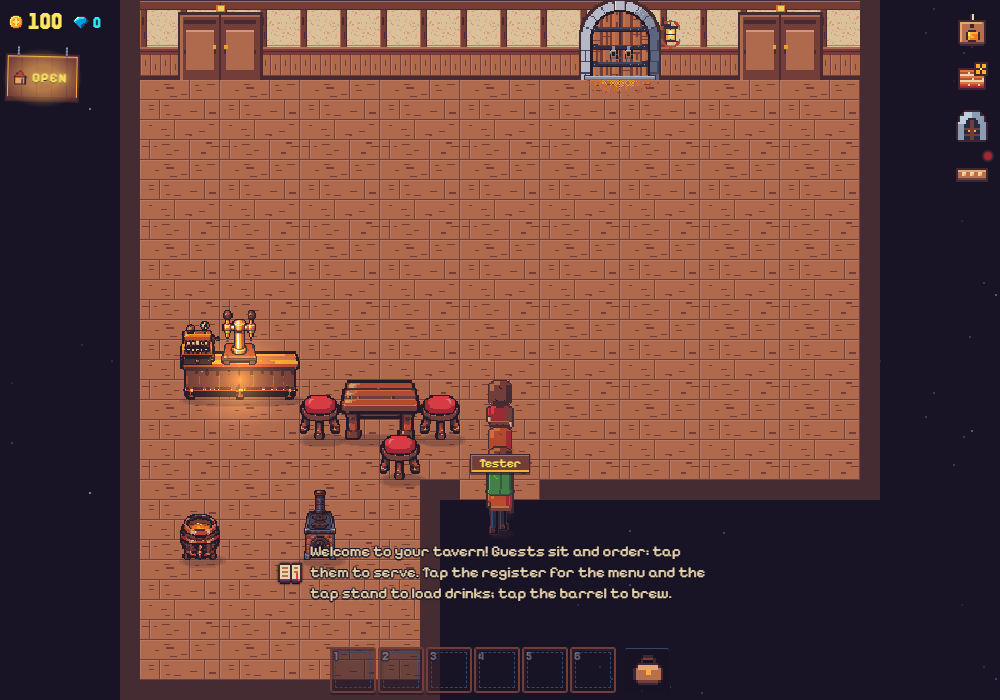 100
0
OPEN
Tester
Welcome to your tavern! Guests sit and order: tap
them to serve. Tap the register for the menu and the
tap stand to load drinks; tap the barrel to brew.
1 2 3 4 5 6